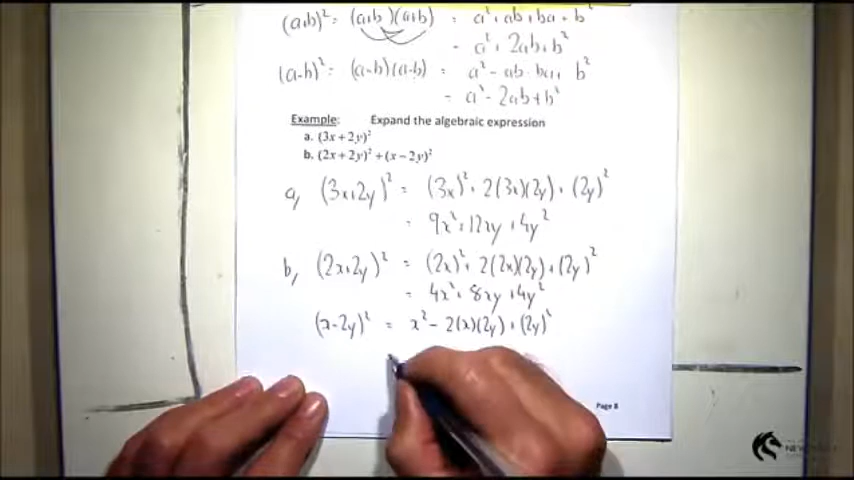 (a+b)² = (a+b)(a+b) = a² + ab + ba + b²
= a² + 2ab + b²
(a-b)² = (a-b)(a-b) = a² - ab - ba + b²
= a² - 2ab + b²
Example: Expand the algebraic expression
a. (3x + 2y)²
b. (2x + 2y)² + (x − 2y)²
a, (3x+2y)² = (3x)² + 2(3x)(2y) + (2y)²
= 9x² + 12xy + 4y²
b, (2x+2y)² = (2x)² + 2(2x)(2y) + (2y)²
= 4x² + 8xy + 4y²
(x-2y)² = x² - 2(x)(2y) + (2y)²
Page 8